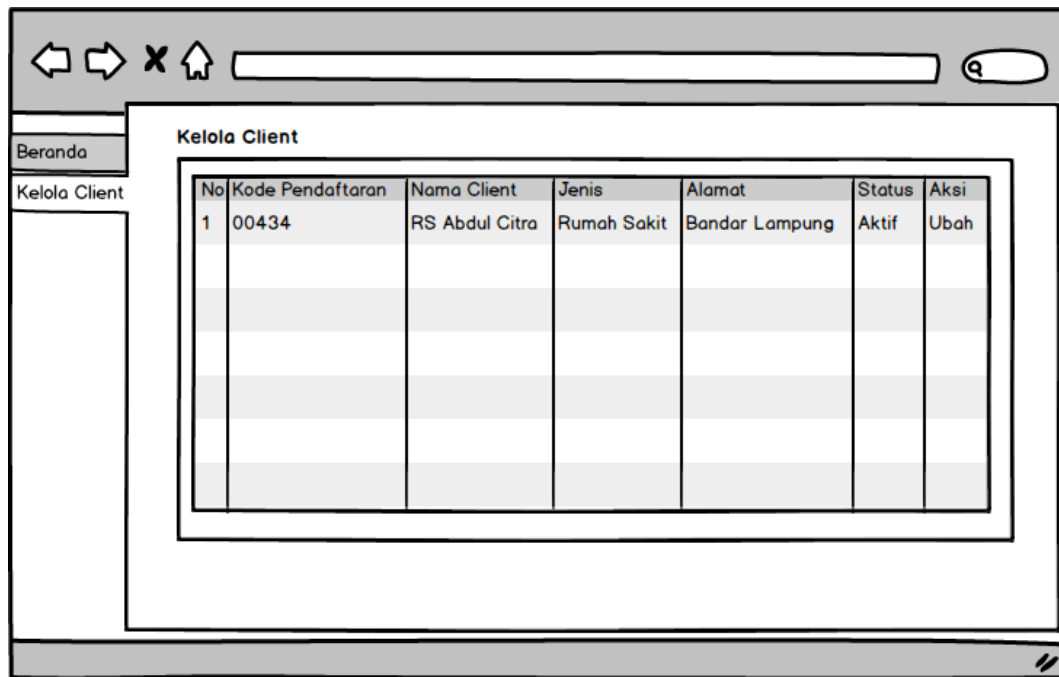 Beranda
Kelola Client
Kelola Client
No Kode Pendaftaran Nama Client Jenis Alamat Status Aksi
1 00434 RS Abdul Citra Rumah Sakit Bandar Lampung Aktif Ubah